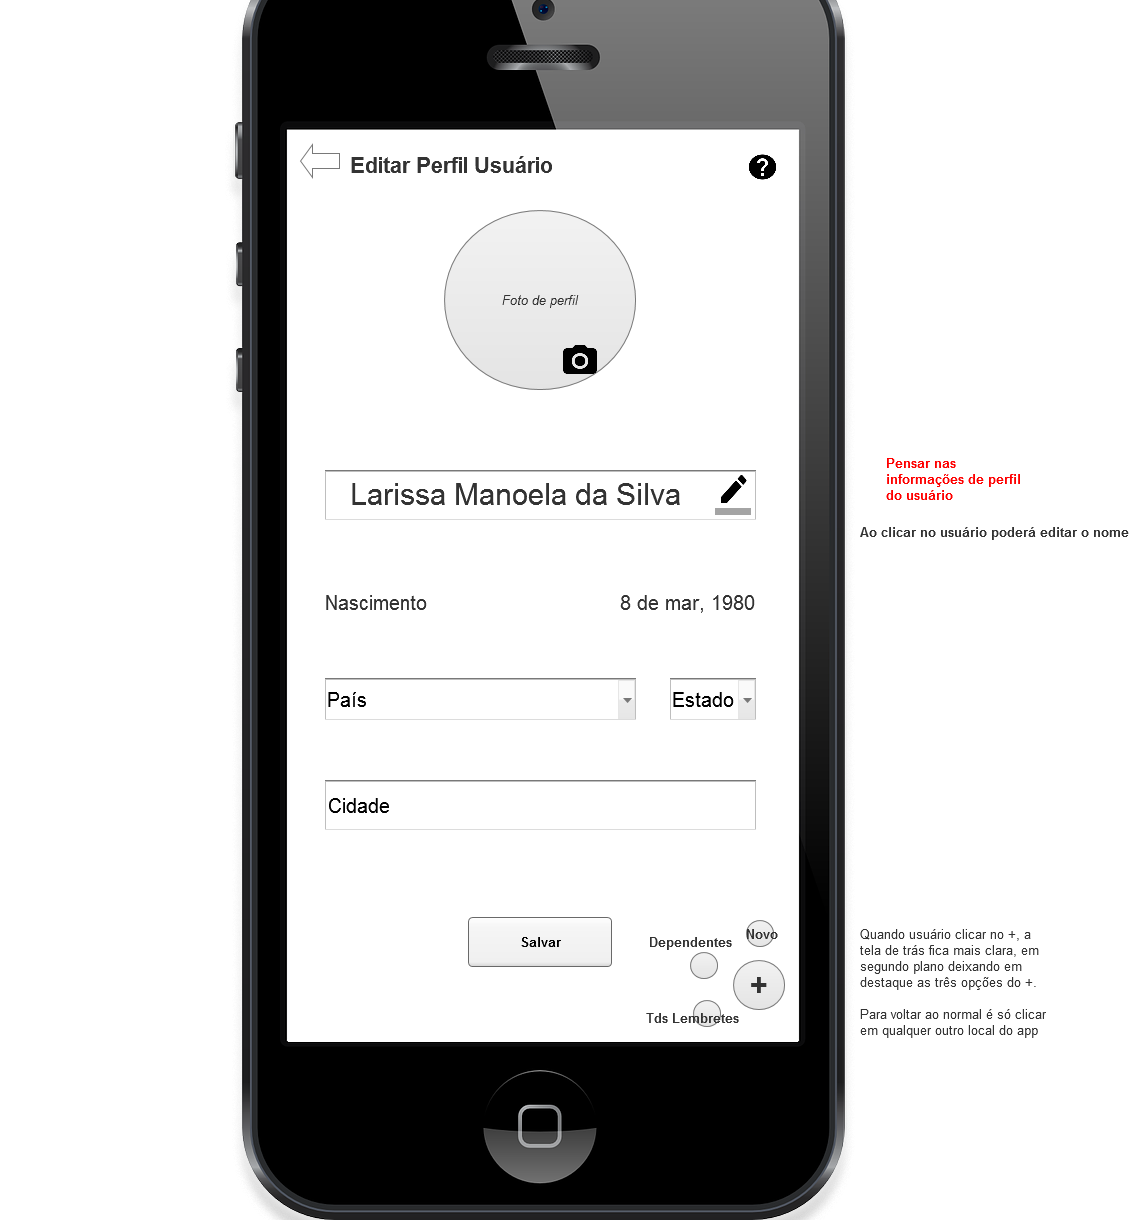 Editar Perfil Usuário
?
Foto de perfil
Larissa Manoela da Silva
Pensar nas
informações de perfil
do usuário
Ao clicar no usuário poderá editar o nome
Nascimento 8 de mar, 1980
País Estado
Cidade
Salvar
Dependentes
Novo
+
Tds Lembretes
Quando usuário clicar no +, a
tela de trás fica mais clara, em
segundo plano deixando em
destaque as três opções do +.
Para voltar ao normal é só clicar
em qualquer outro local do app